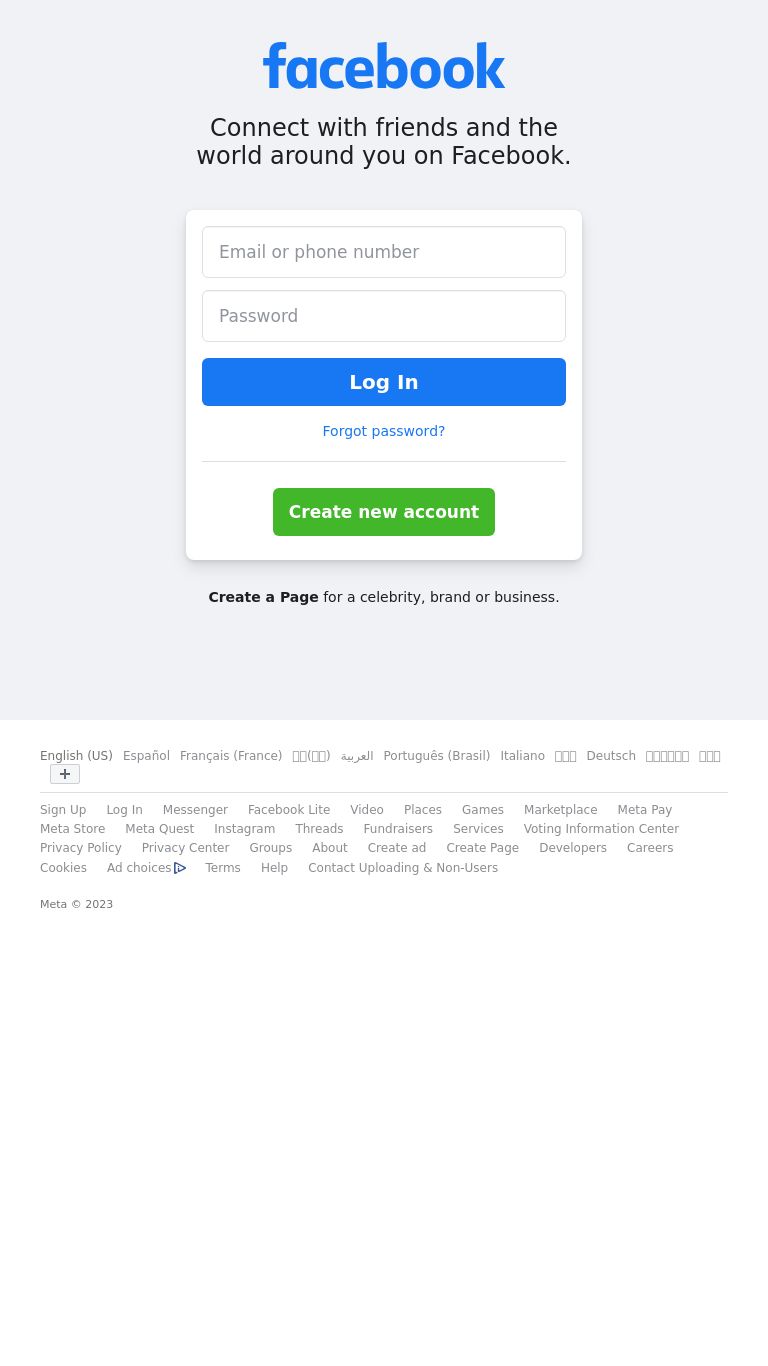 facebook
Connect with friends and the
world around you on Facebook.
Email or phone number
Password
Log In
Forgot password?
Create new account
Create a Page for a celebrity, brand or business.
English (US) Español Français (France) العربية Português (Brasil) Italiano Deutsch
Sign Up Log In Messenger Facebook Lite Video Places Games Marketplace Meta Pay
Meta Store Meta Quest Instagram Threads Fundraisers Services Voting Information Center
Privacy Policy Privacy Center Groups About Create ad Create Page Developers Careers
Cookies Ad choices Terms Help Contact Uploading & Non-Users
Meta © 2023